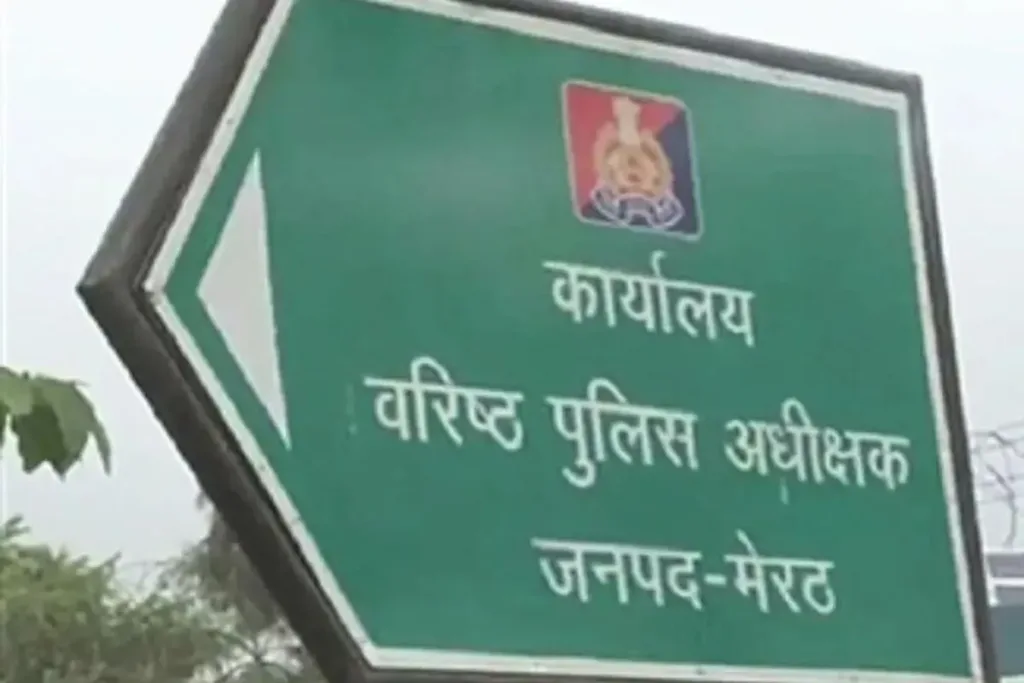 कार्यालय
वरिष्ठ पुलिस अधीक्षक
जनपद-मेरठ